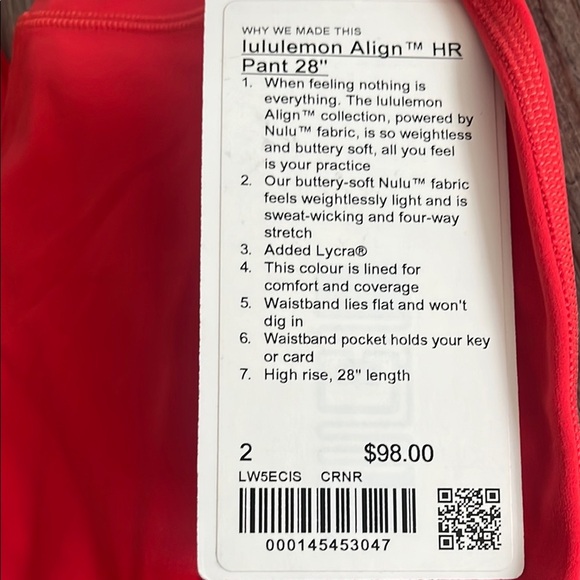 WHY WE MADE THIS
lululemon Align™ HR
Pant 28"
1. When feeling nothing is
everything. The lululemon
Align™ collection, powered by
Nulu™ fabric, is so weightless
and buttery soft, all you feel
is your practice
2. Our buttery-soft Nulu™ fabric
feels weightlessly light and is
sweat-wicking and four-way
stretch
3. Added Lycra®
4. This colour is lined for
comfort and coverage
5. Waistband lies flat and won't
dig in
6. Waistband pocket holds your key
or card
7. High rise, 28" length
2 $98.00
LW5ECIS CRNR
000145453047